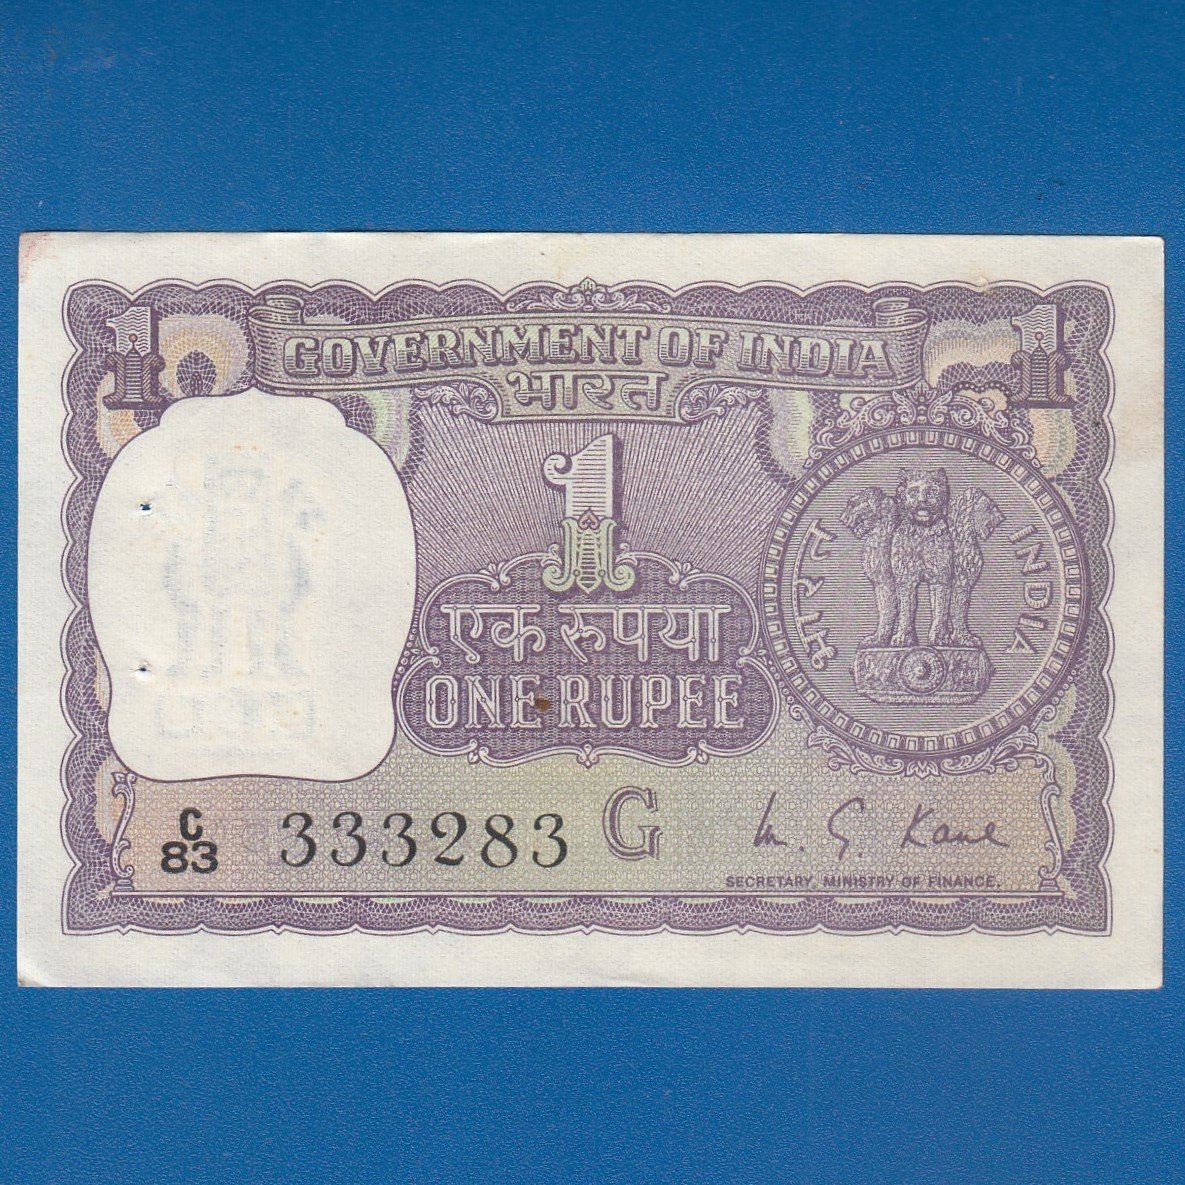 1 1
GOVERNMENT OF INDIA
भारत
1
भारत INDIA
एक रुपया
ONE RUPEE
C
83 333283 G
M. G. Kaul
SECRETARY, MINISTRY OF FINANCE.